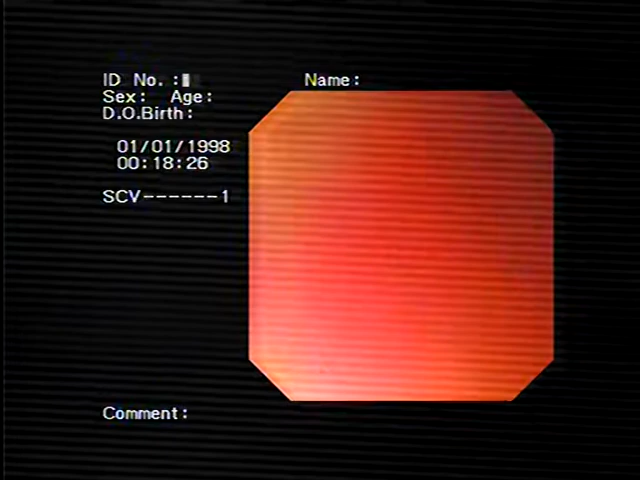 ID No. :
Name:
Sex: Age:
D.O.Birth:
01/01/1998
00:18:26
SCV------1
Comment: